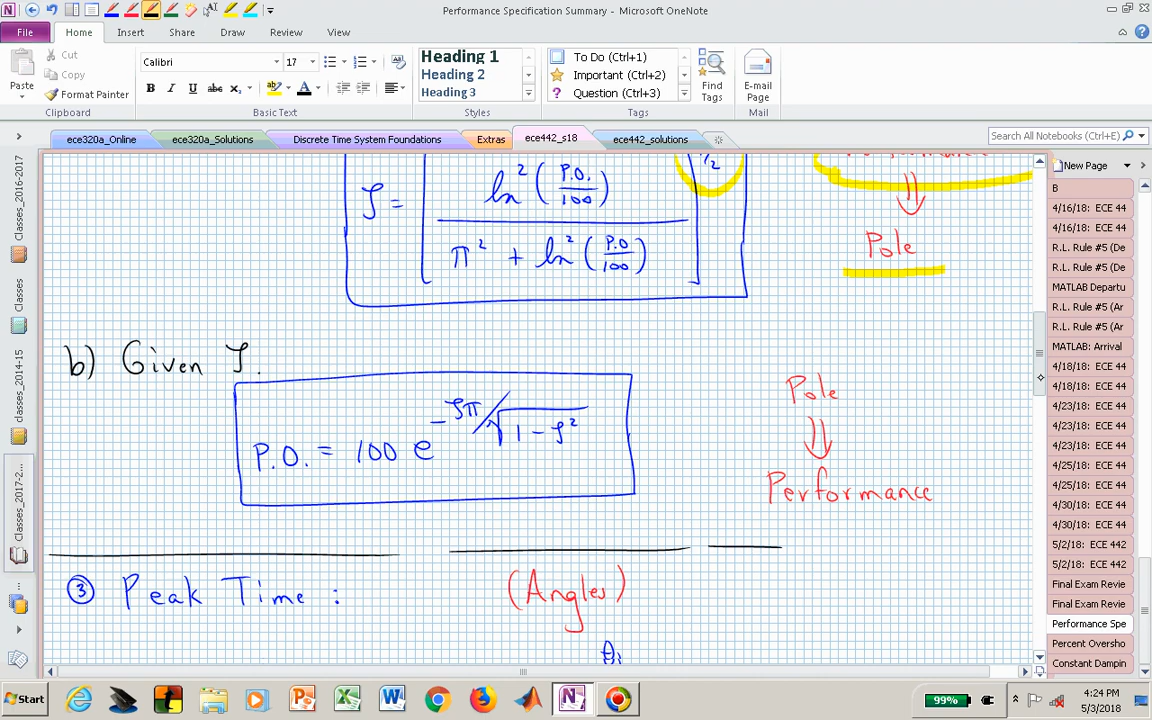 Performance Specification Summary - Microsoft OneNote
File Home Insert Share Draw Review View
Cut
Copy
Paste
Format Painter
Clipboard
Calibri 17
B I U abc X₂ A
Basic Text
Heading 1
Heading 2
Heading 3
Styles
To Do (Ctrl+1)
Important (Ctrl+2)
Question (Ctrl+3)
Tags
Find Tags
E-mail Page
Mail
ece320a_Online ece320a_Solutions Discrete Time System Foundations Extras ece442_s18 ece442_solutions
Search All Notebooks (Ctrl+E)
Classes_2016-2017
Classes
classes_2014-15
Classes_2017-2...
ζ = [ ln² (P.O./100) / π² + ln² (P.O/100) ] 1/2
Pole
b) Given ζ.
P.O. = 100 e^-ζπ/√1-ζ²
Pole
Performance
③ Peak Time :
(Angles)
New Page
B
4/16/18: ECE 44
4/16/18: ECE 44
R.L. Rule #5 (De
R.L. Rule #5 (De
MATLAB Departu
R.L. Rule #5 (Ar
R.L. Rule #5 (Ar
MATLAB: Arrival
4/18/18: ECE 44
4/18/18: ECE 44
4/23/18: ECE 44
4/23/18: ECE 44
4/25/18: ECE 44
4/25/18: ECE 44
4/30/18: ECE 44
4/30/18: ECE 44
5/2/18: ECE 442
5/2/18: ECE 442
Final Exam Revie
Final Exam Revie
Performance Spe
Percent Oversho
Constant Dampin
Start
99%
4:24 PM
5/3/2018